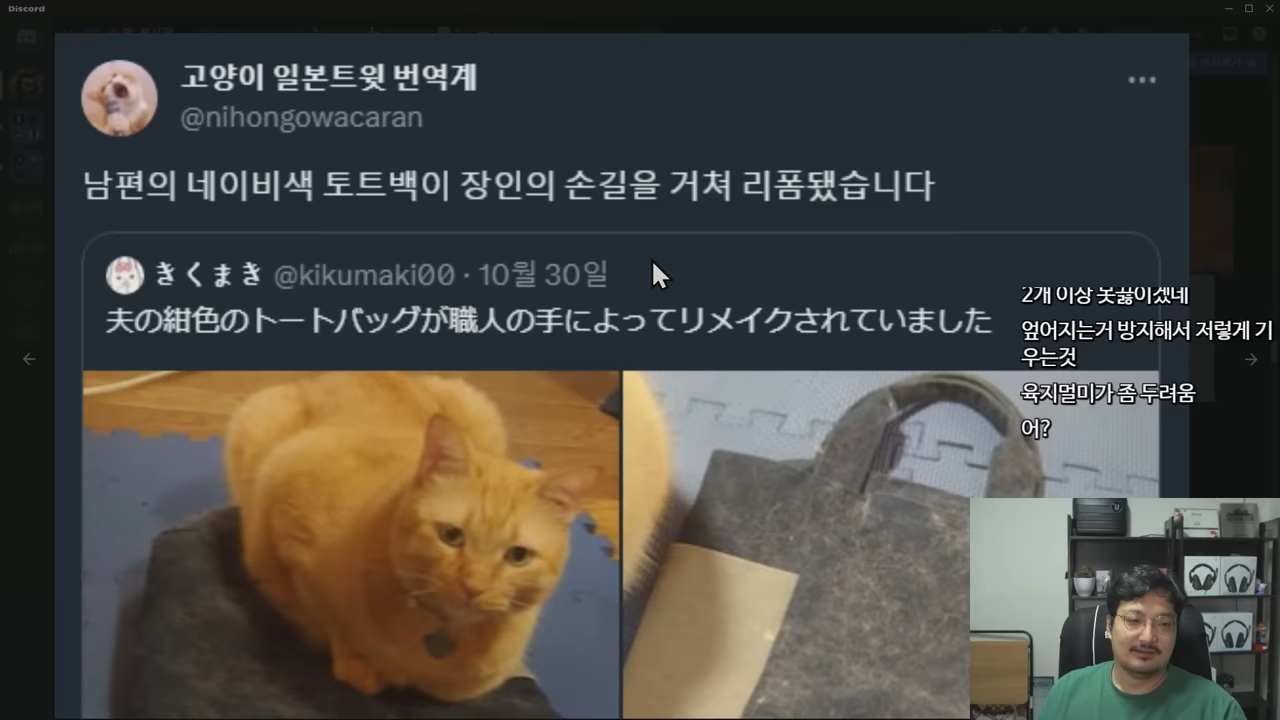 Discord
고양이 일본트윗 번역계
@nihongowacaran
남편의 네이비색 토트백이 장인의 손길을 거쳐 리폼됐습니다
きくまき @kikumaki00 · 10월 30일
夫の紺色のトートバッグが職人の手によってリメイクされていました
2개 이상 못끓이겠네
엎어지는거 방지해서 저렇게 기
우는것
육지멀미가 좀 두려움
어?